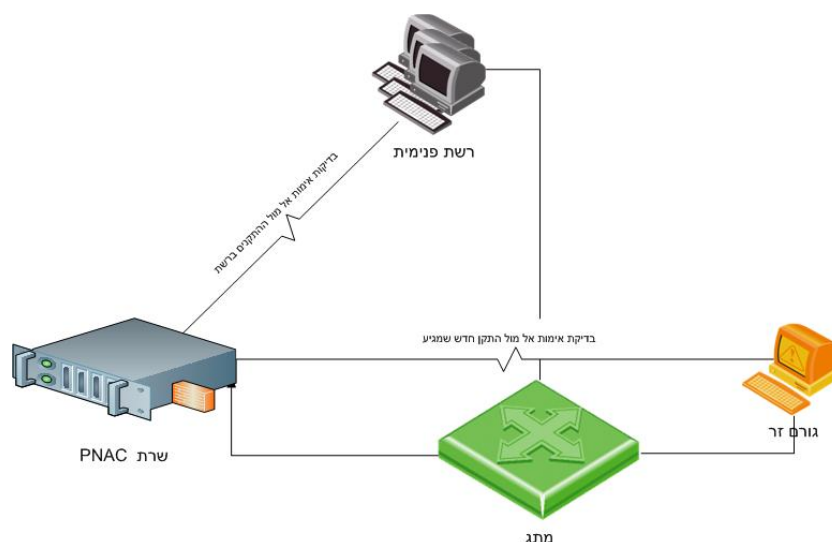 רשת פנימית
בדיקות אימות אל מול ההתקנים ברשת
בדיקת אימות אל מול התקן חדש שמגיע
גורם זר
שרת PNAC
מתג